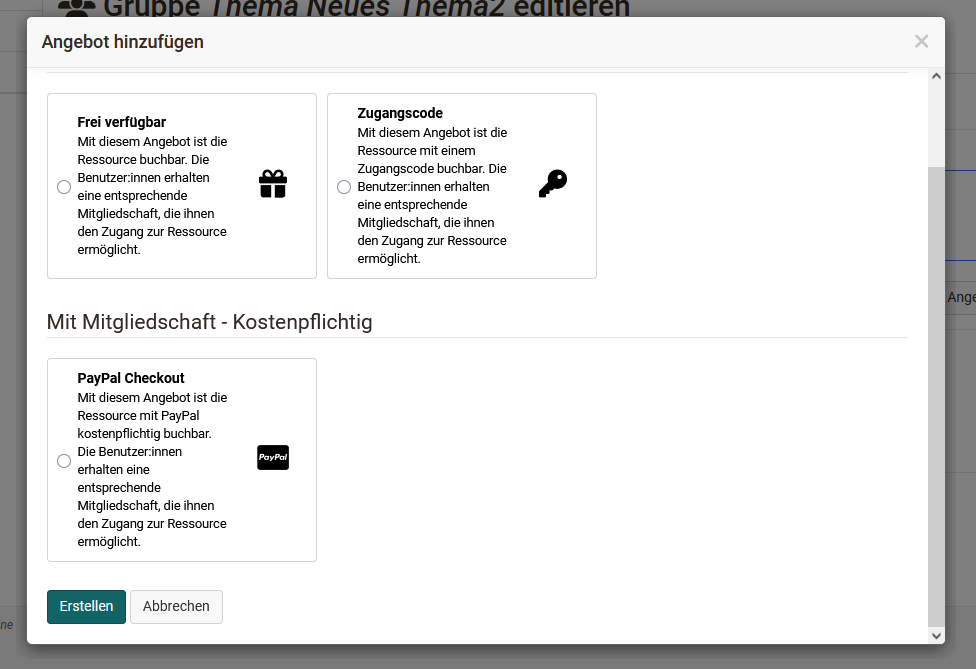 Gruppe Thema Neues Thema2 editieren
Angebot hinzufügen
×
Frei verfügbar
Mit diesem Angebot ist die
Ressource buchbar. Die
Benutzer:innen erhalten
eine entsprechende
Mitgliedschaft, die ihnen
den Zugang zur Ressource
ermöglicht.
Zugangscode
Mit diesem Angebot ist die
Ressource mit einem
Zugangscode buchbar. Die
Benutzer:innen erhalten
eine entsprechende
Mitgliedschaft, die ihnen
den Zugang zur Ressource
ermöglicht.
Ange
Mit Mitgliedschaft - Kostenpflichtig
PayPal Checkout
Mit diesem Angebot ist die
Ressource mit PayPal
kostenpflichtig buchbar.
Die Benutzer:innen
erhalten eine
entsprechende
Mitgliedschaft, die ihnen
den Zugang zur Ressource
ermöglicht.
PayPal
Erstellen
Abbrechen
ne